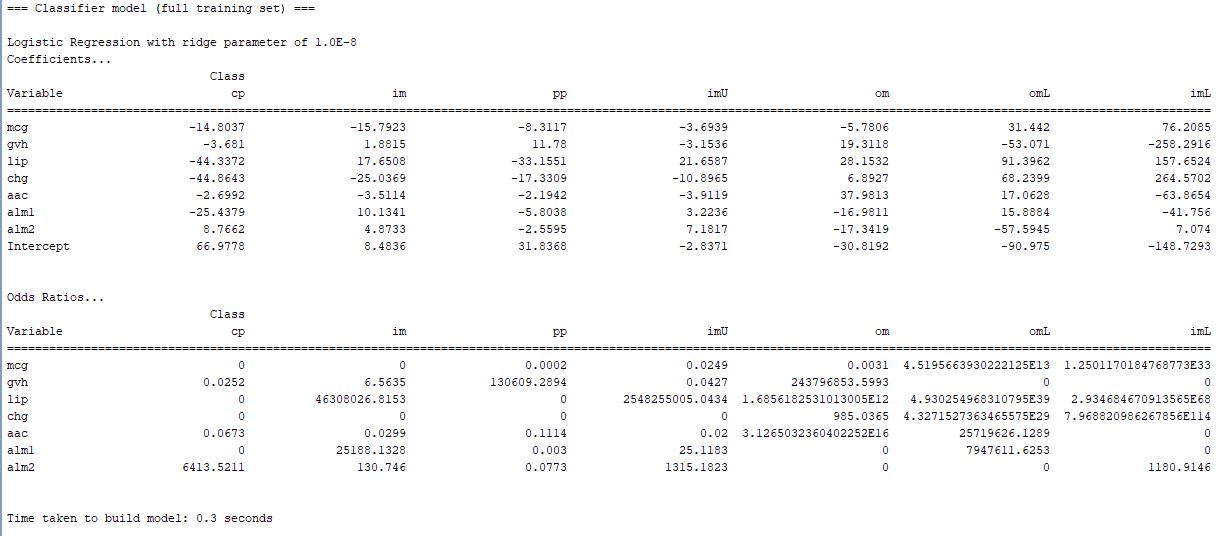 === Classifier model (full training set) ===
Logistic Regression with ridge parameter of 1.0E-8
Coefficients...
Class
Variable cp im pp imU om omL imL
================================================================================
mcg -14.8037 -15.7923 -8.3117 -3.6939 -5.7806 31.442 76.2085
gvh -3.681 1.8815 11.78 -3.1536 19.3118 -53.071 -258.2916
lip -44.3372 17.6508 -33.1551 21.6587 28.1532 91.3962 157.6524
chg -44.8643 -25.0369 -17.3309 -10.8965 6.8927 68.2399 264.5702
aac -2.6992 -3.5114 -2.1942 -3.9119 37.9813 17.0628 -63.8654
alm1 -25.4379 10.1341 -5.8038 3.2236 -16.9811 15.8884 -41.756
alm2 8.7662 4.8733 -2.5595 7.1817 -17.3419 -57.5945 7.074
Intercept 66.9778 8.4836 31.8368 -2.8371 -30.8192 -90.975 -148.7293
Odds Ratios...
Class
Variable cp im pp imU om omL imL
================================================================================
mcg 0 0 0.0002 0.0249 0.0031 4.5195663930222125E13 1.2501170184768773E33
gvh 0.0252 6.5635 130609.2894 0.0427 243796853.5993 0 0
lip 0 46308026.8153 0 2548255005.0434 1.6856182531013005E12 4.930254968310795E39 2.934684670913565E68
chg 0 0 0 0 985.0365 4.3271527363465575E29 7.968820986267856E114
aac 0.0673 0.0299 0.1114 0.02 3.1265032360402252E16 25719626.1289 0
alm1 0 25188.1328 0.003 25.1183 0 7947611.6253 0
alm2 6413.5211 130.746 0.0773 1315.1823 0 0 1180.9146
Time taken to build model: 0.3 seconds